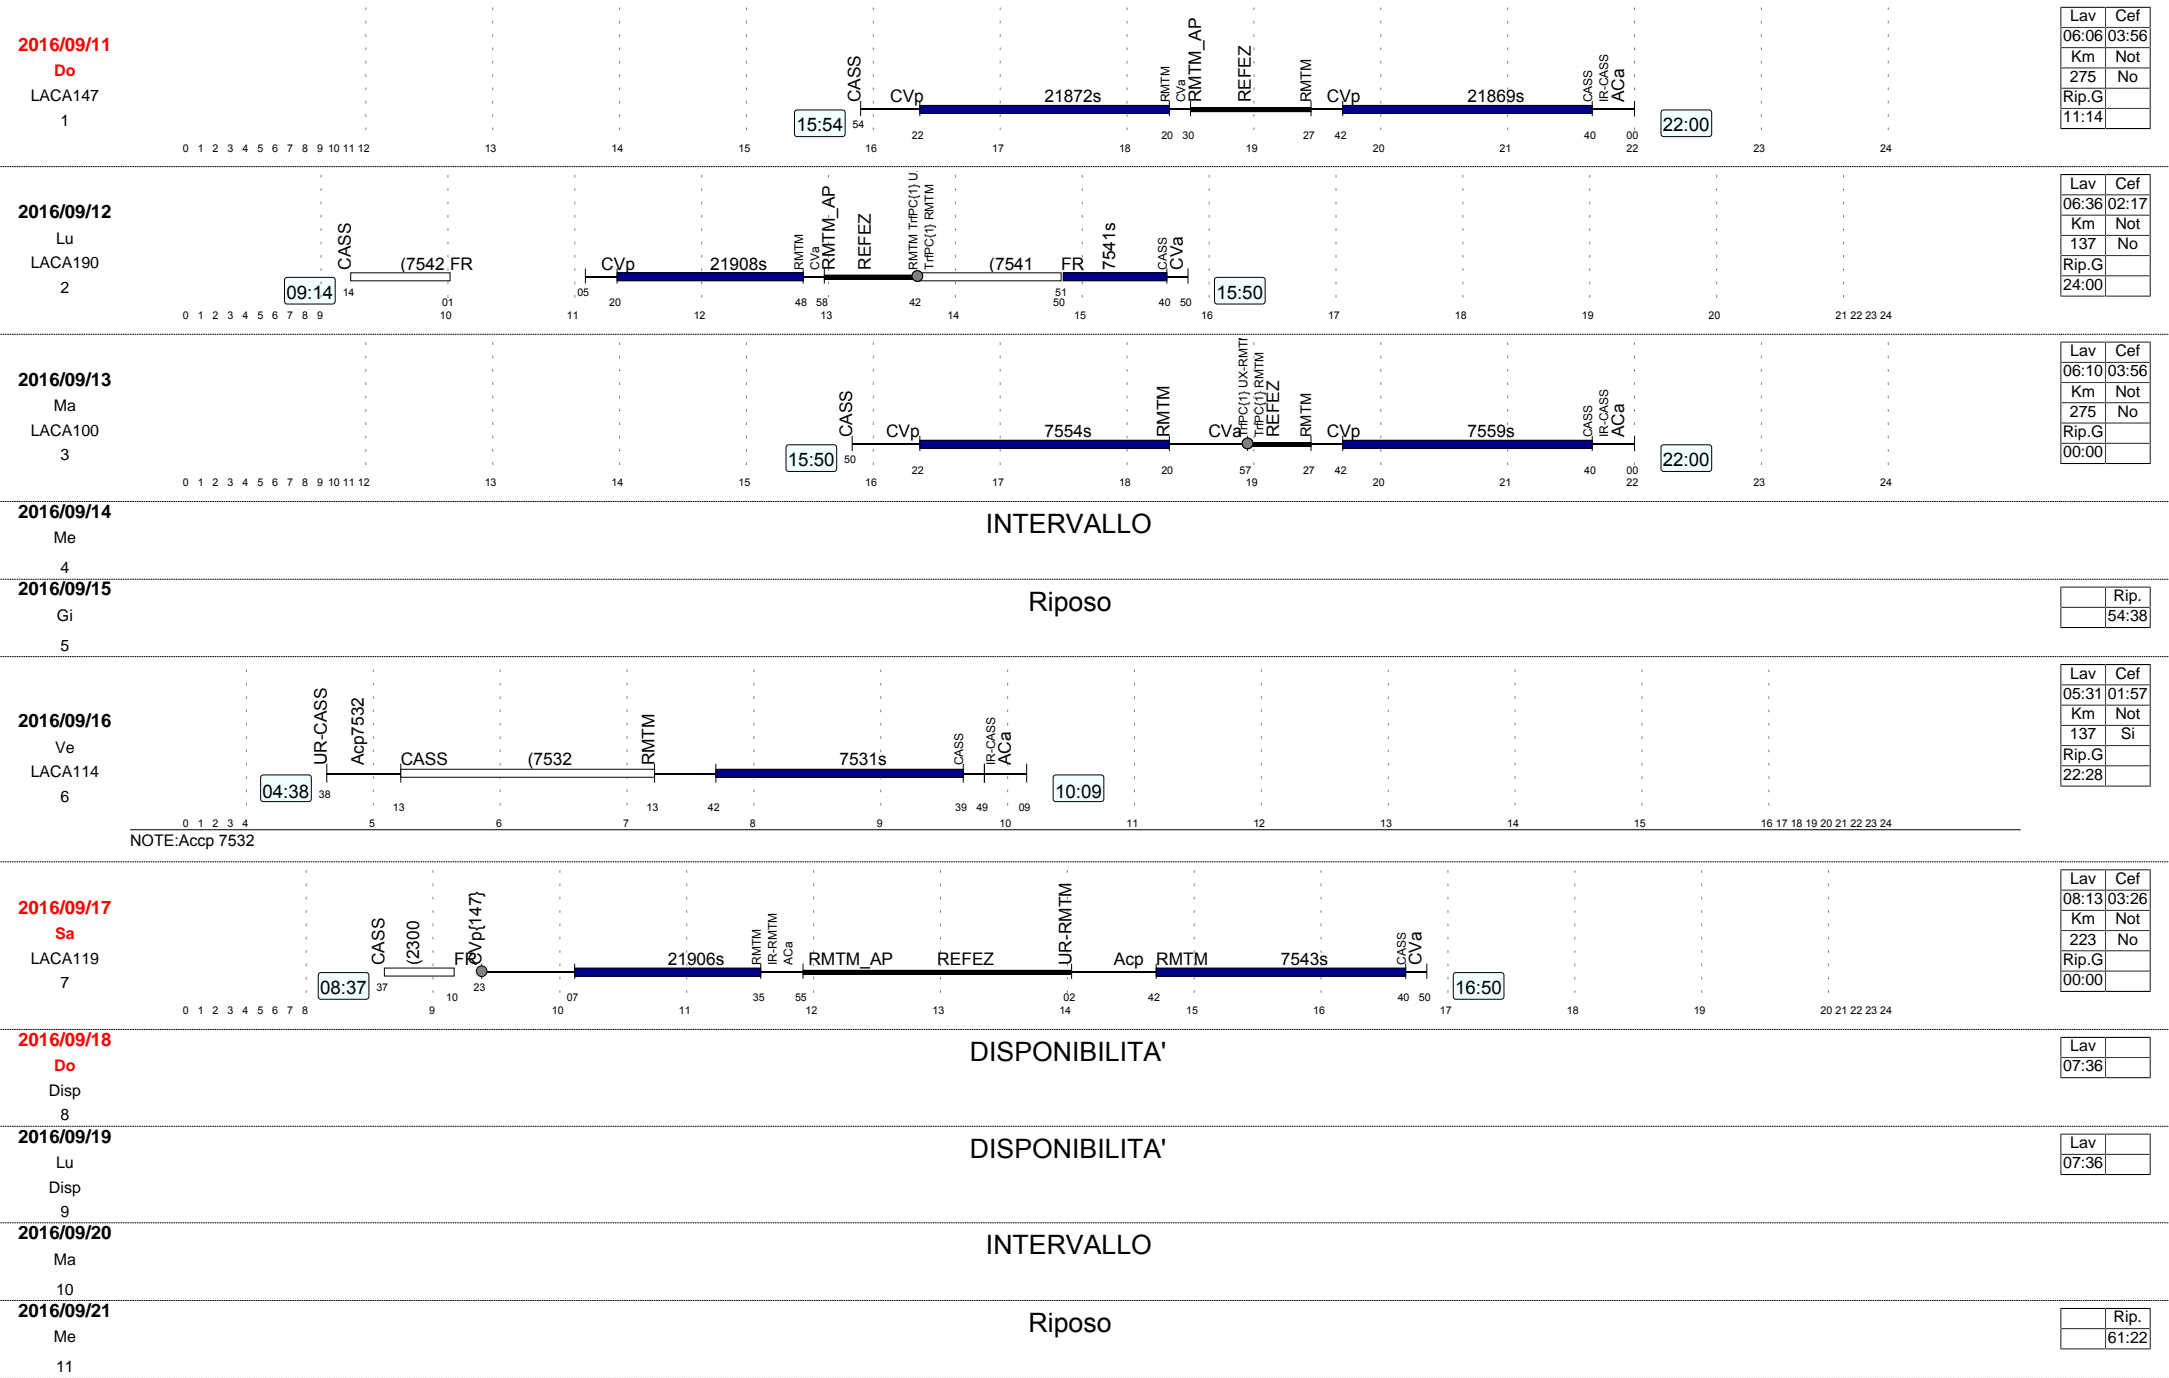 2016/09/11
Do
LACA147
1
15:54
CASS
54
CVp
22
21872s
RMTM
20
CVa
RMTM_AP
30
REFEZ
RMTM
27
CVp
42
21869s
CASS
40
IR-CASS
ACa
00
22:00
0 1 2 3 4 5 6 7 8 9 10 11 12 13 14 15 16 17 18 19 20 21 22 23 24
Lav Cef
06:06 03:56
Km Not
275 No
Rip.G
11:14
2016/09/12
Lu
LACA190
2
09:14
CASS
14
(7542 FR
01
05
CVp
20
21908s
RMTM
48
CVa
58
RMTM_AP
REFEZ
RMTM TrfPC{1} U.
TrfPC{1} RMTM
42
(7541 FR
51
50
7541s
CASS
40
CVa
50
15:50
0 1 2 3 4 5 6 7 8 9 10 11 12 13 14 15 16 17 18 19 20 21 22 23 24
Lav Cef
06:36 02:17
Km Not
137 No
Rip.G
24:00
2016/09/13
Ma
LACA100
3
15:50
CASS
50
CVp
22
7554s
RMTM
20
CVa
TrfPC{1} UX-RMTM
TrfPC{1} RMTM
57
REFEZ
RMTM
27
CVp
42
7559s
CASS
40
IR-CASS
ACa
00
22:00
0 1 2 3 4 5 6 7 8 9 10 11 12 13 14 15 16 17 18 19 20 21 22 23 24
Lav Cef
06:10 03:56
Km Not
275 No
Rip.G
00:00
2016/09/14
Me
4
INTERVALLO
2016/09/15
Gi
5
Riposo
Rip.
54:38
2016/09/16
Ve
LACA114
6
04:38
UR-CASS
38
Acp7532
CASS
13
(7532
RMTM
13
42
7531s
CASS
39
IR-CASS
49
ACa
09
10:09
0 1 2 3 4 5 6 7 8 9 10 11 12 13 14 15 16 17 18 19 20 21 22 23 24
NOTE:Accp 7532
Lav Cef
05:31 01:57
Km Not
137 Si
Rip.G
22:28
2016/09/17
Sa
LACA119
7
08:37
CASS
37
(2300
FR
10
CVp{147}
23
07
21906s
RMTM
35
IR-RMTM
ACa
55
RMTM_AP
REFEZ
UR-RMTM
02
Acp
RMTM
42
7543s
CASS
40
CVa
50
16:50
0 1 2 3 4 5 6 7 8 9 10 11 12 13 14 15 16 17 18 19 20 21 22 23 24
Lav Cef
08:13 03:26
Km Not
223 No
Rip.G
00:00
2016/09/18
Do
Disp
8
DISPONIBILITA'
Lav
07:36
2016/09/19
Lu
Disp
9
DISPONIBILITA'
Lav
07:36
2016/09/20
Ma
10
INTERVALLO
2016/09/21
Me
11
Riposo
Rip.
61:22